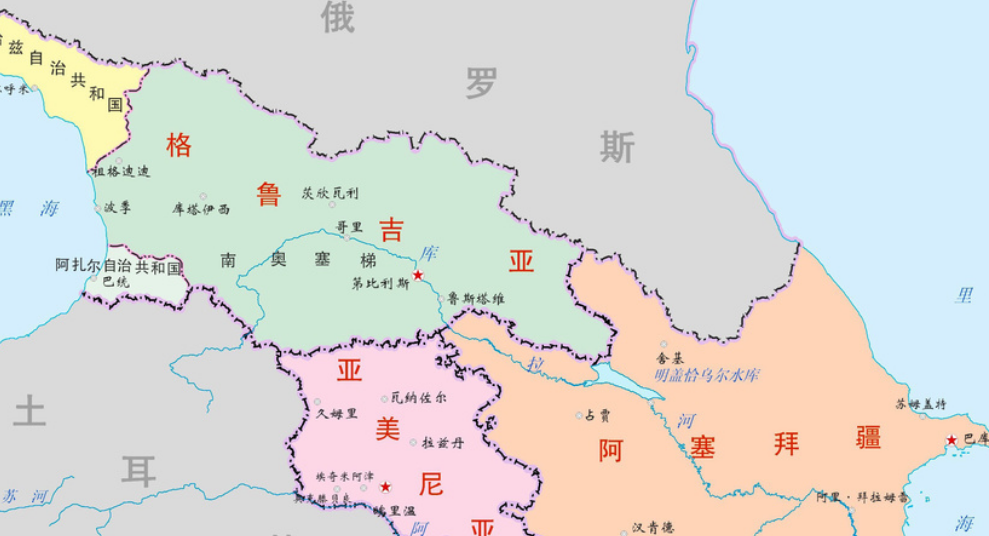 俄
罗
斯
兹自治共和国
呼米
格鲁吉亚
祖格迪迪
茨欣瓦利
库塔伊西
波季
黑海
哥里
南奥塞梯
库
第比利斯
阿扎尔自治共和国
巴统
鲁斯塔维
里
海
拉
舍基
明盖恰乌尔水库
亚美尼亚
瓦纳佐尔
久姆里
占贾
苏姆盖特
土
耳
河
拉兹丹
阿塞拜疆
巴库
埃奇米阿津
埃里温
苏河
阿里·拜拉姆雷
阿
汉肯德